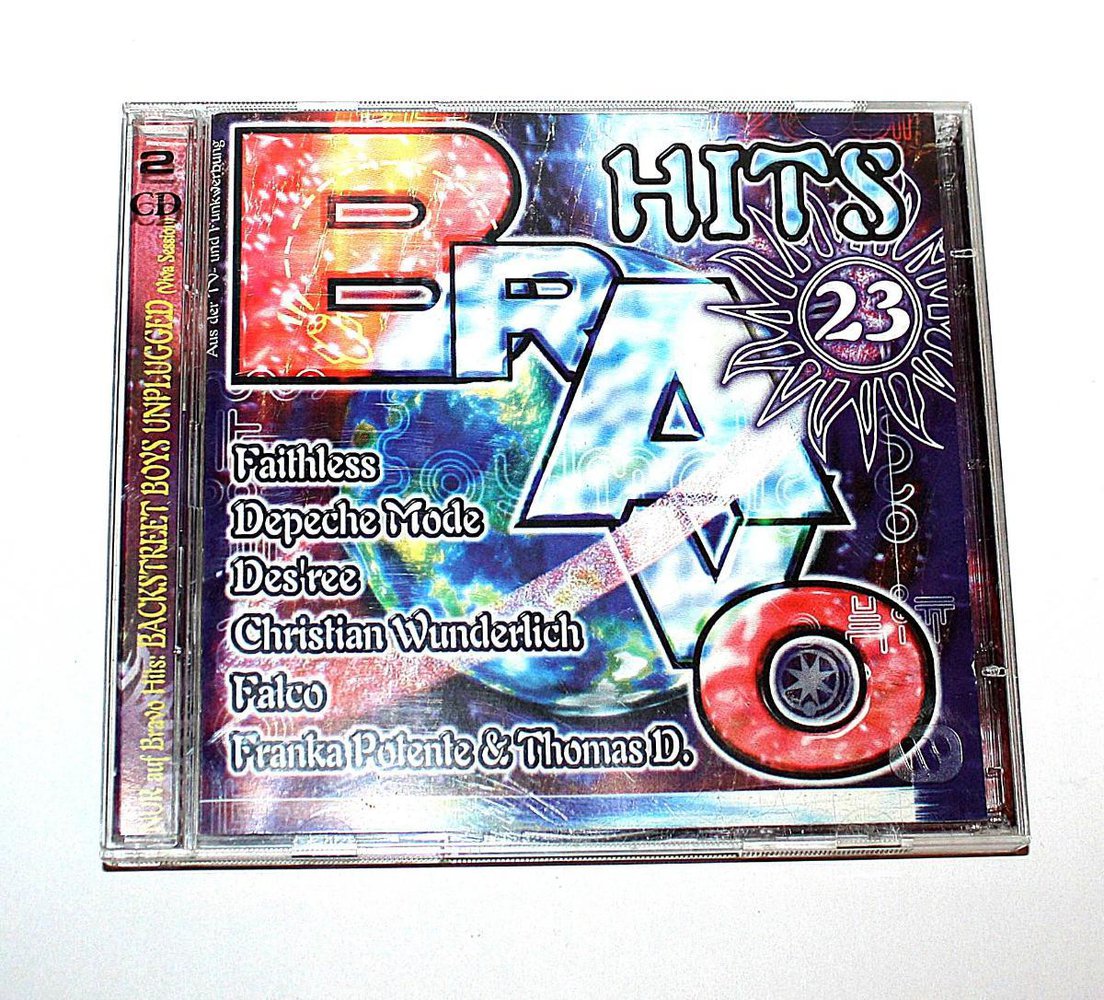 2
CD
NUR auf Bravo Hits: BACKSTREET BOYS UNPLUGGED (Viva Session)
Aus der TV- und Funkwerbung
BRAVO
HITS
23
Faithless
Depeche Mode
Des'ree
Christian Wunderlich
Falco
Franka Potente & Thomas D.